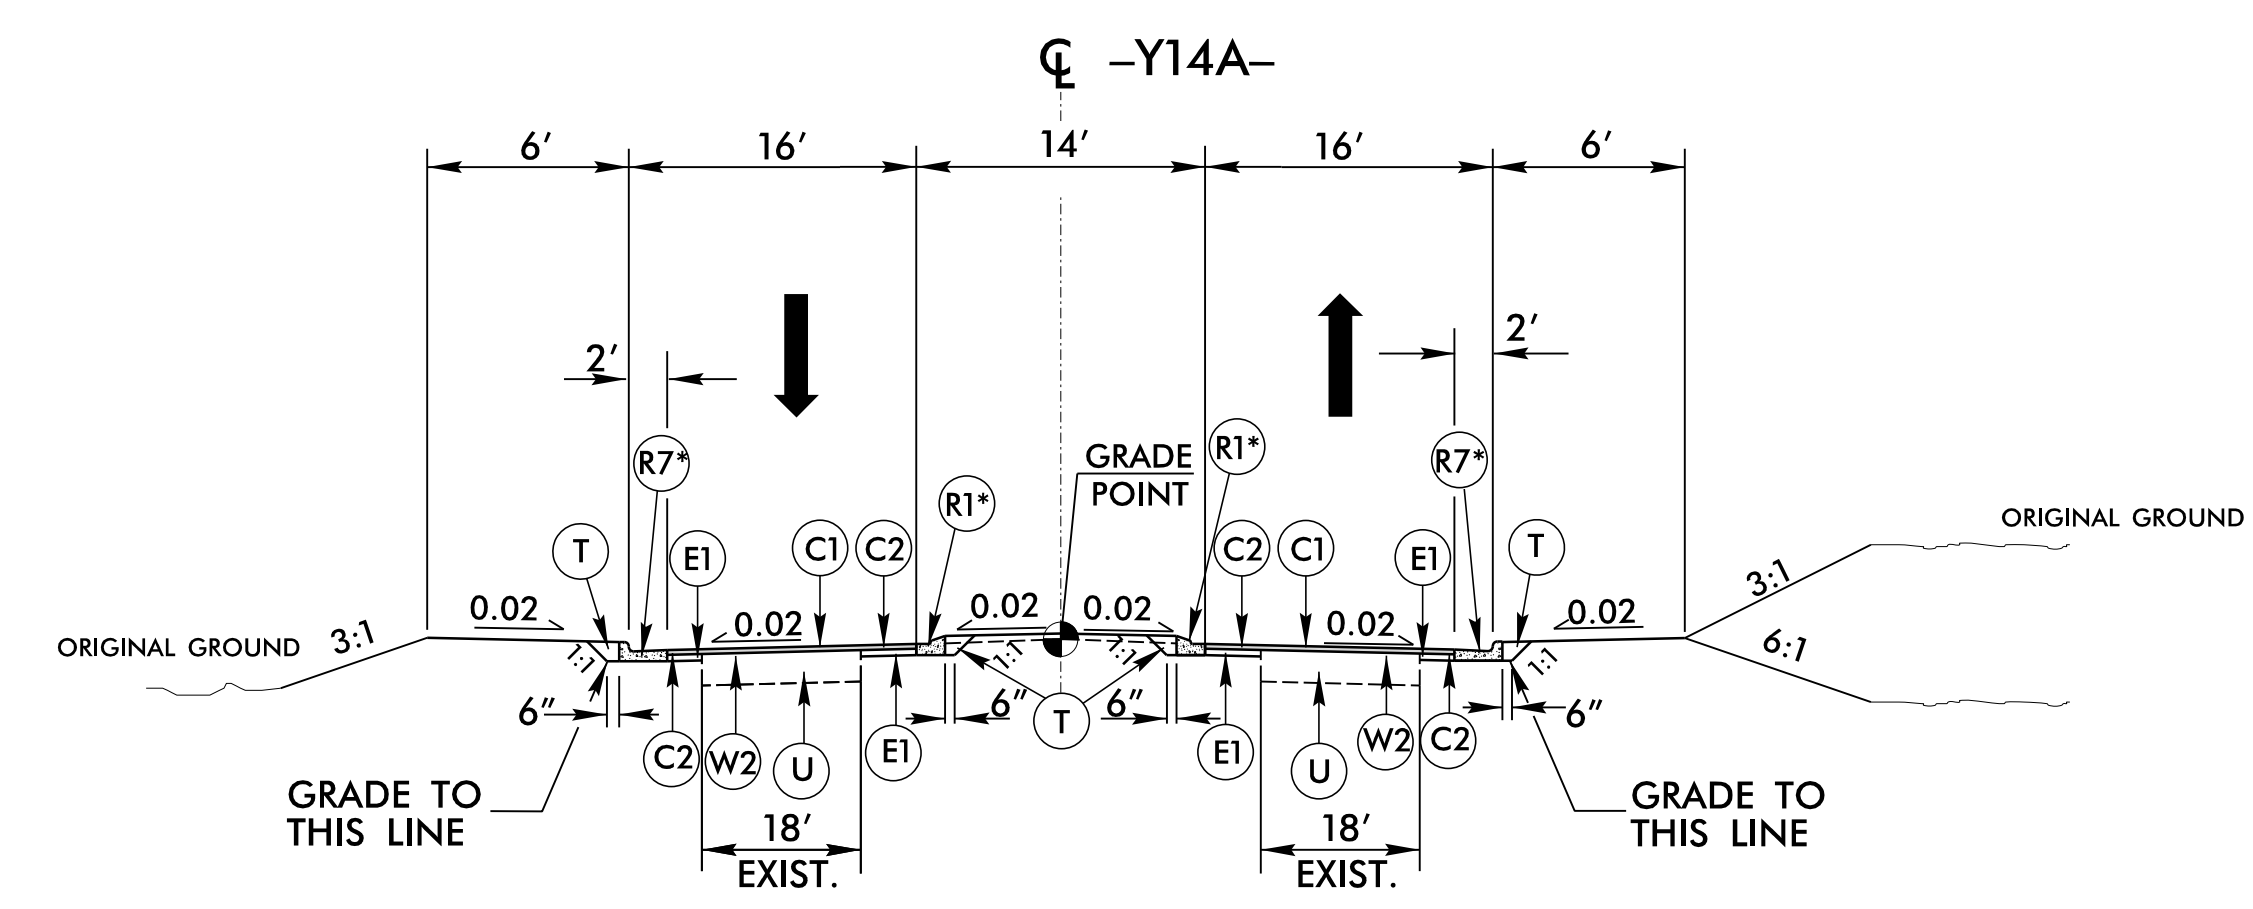 ℄ –Y14A–
6′ 16′ 14′ 16′ 6′
2′ 2′
R7* R1* GRADE POINT R1* R7*
T E1 C1 C2 C2 C1 E1 T
ORIGINAL GROUND
ORIGINAL GROUND
3:1 0.02 0.02 0.02 0.02 0.02 0.02 3:1
6:1
1:1 1:1 1:1 1:1
6″ 6″ 6″ 6″
C2 W2 U E1 T E1 U W2 C2
GRADE TO
THIS LINE
18′
EXIST.
18′
EXIST.
GRADE TO
THIS LINE